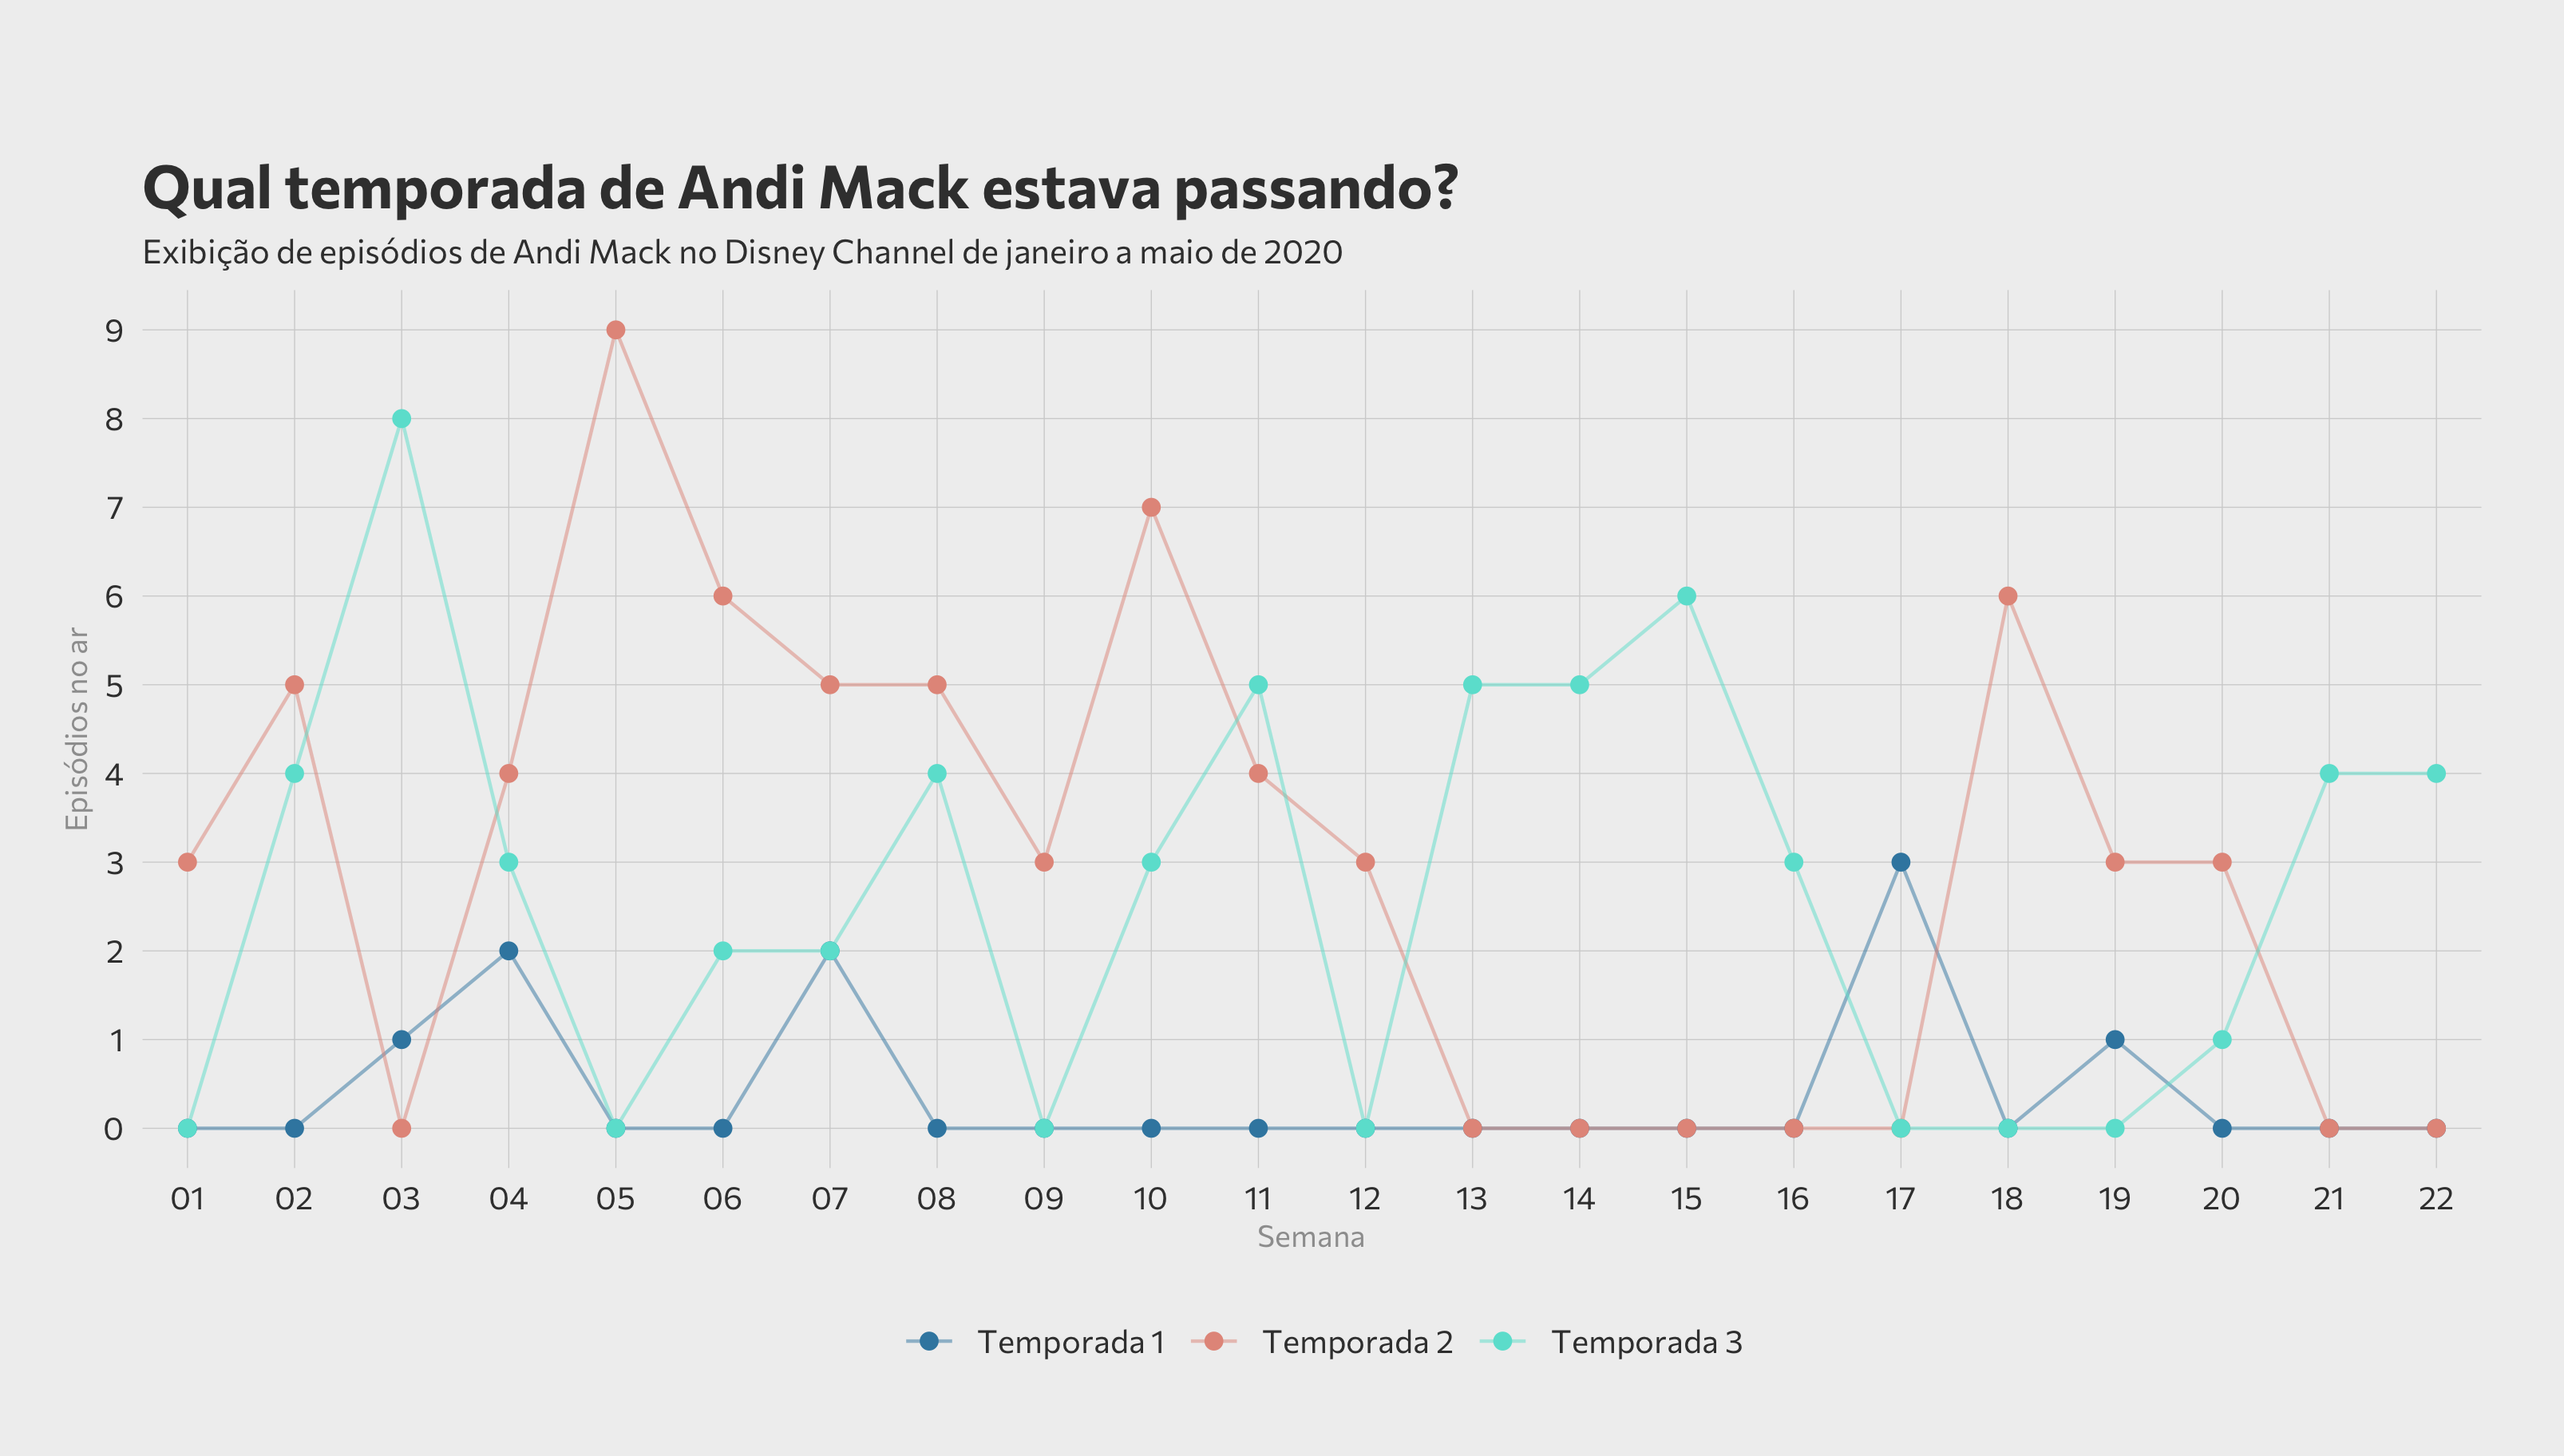 Qual temporada de Andi Mack estava passando?
Exibição de episódios de Andi Mack no Disney Channel de janeiro a maio de 2020
9
8
7
6
5
4
3
2
1
0
Episódios no ar
01 02 03 04 05 06 07 08 09 10 11 12 13 14 15 16 17 18 19 20 21 22
Semana
Temporada 1 Temporada 2 Temporada 3